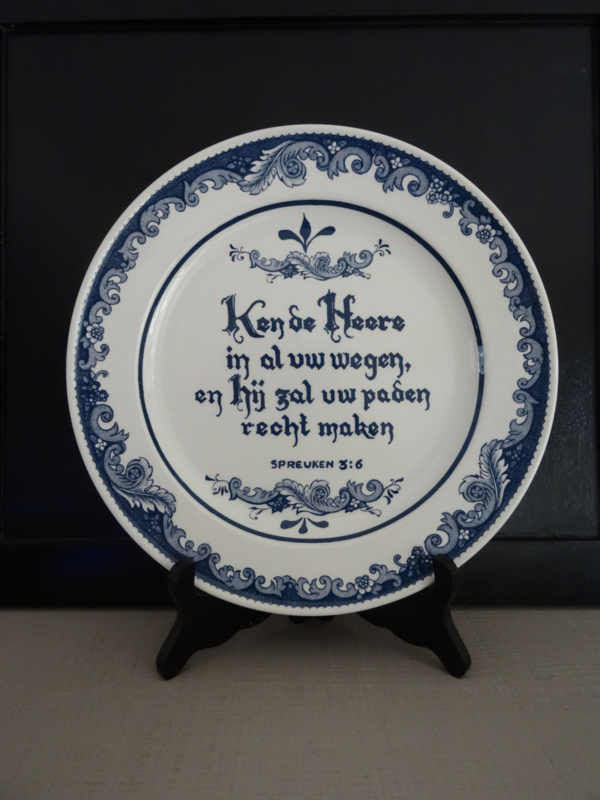 Ken de Heere
in al uw wegen,
en hij zal uw paden
recht maken
SPREUKEN 3:6